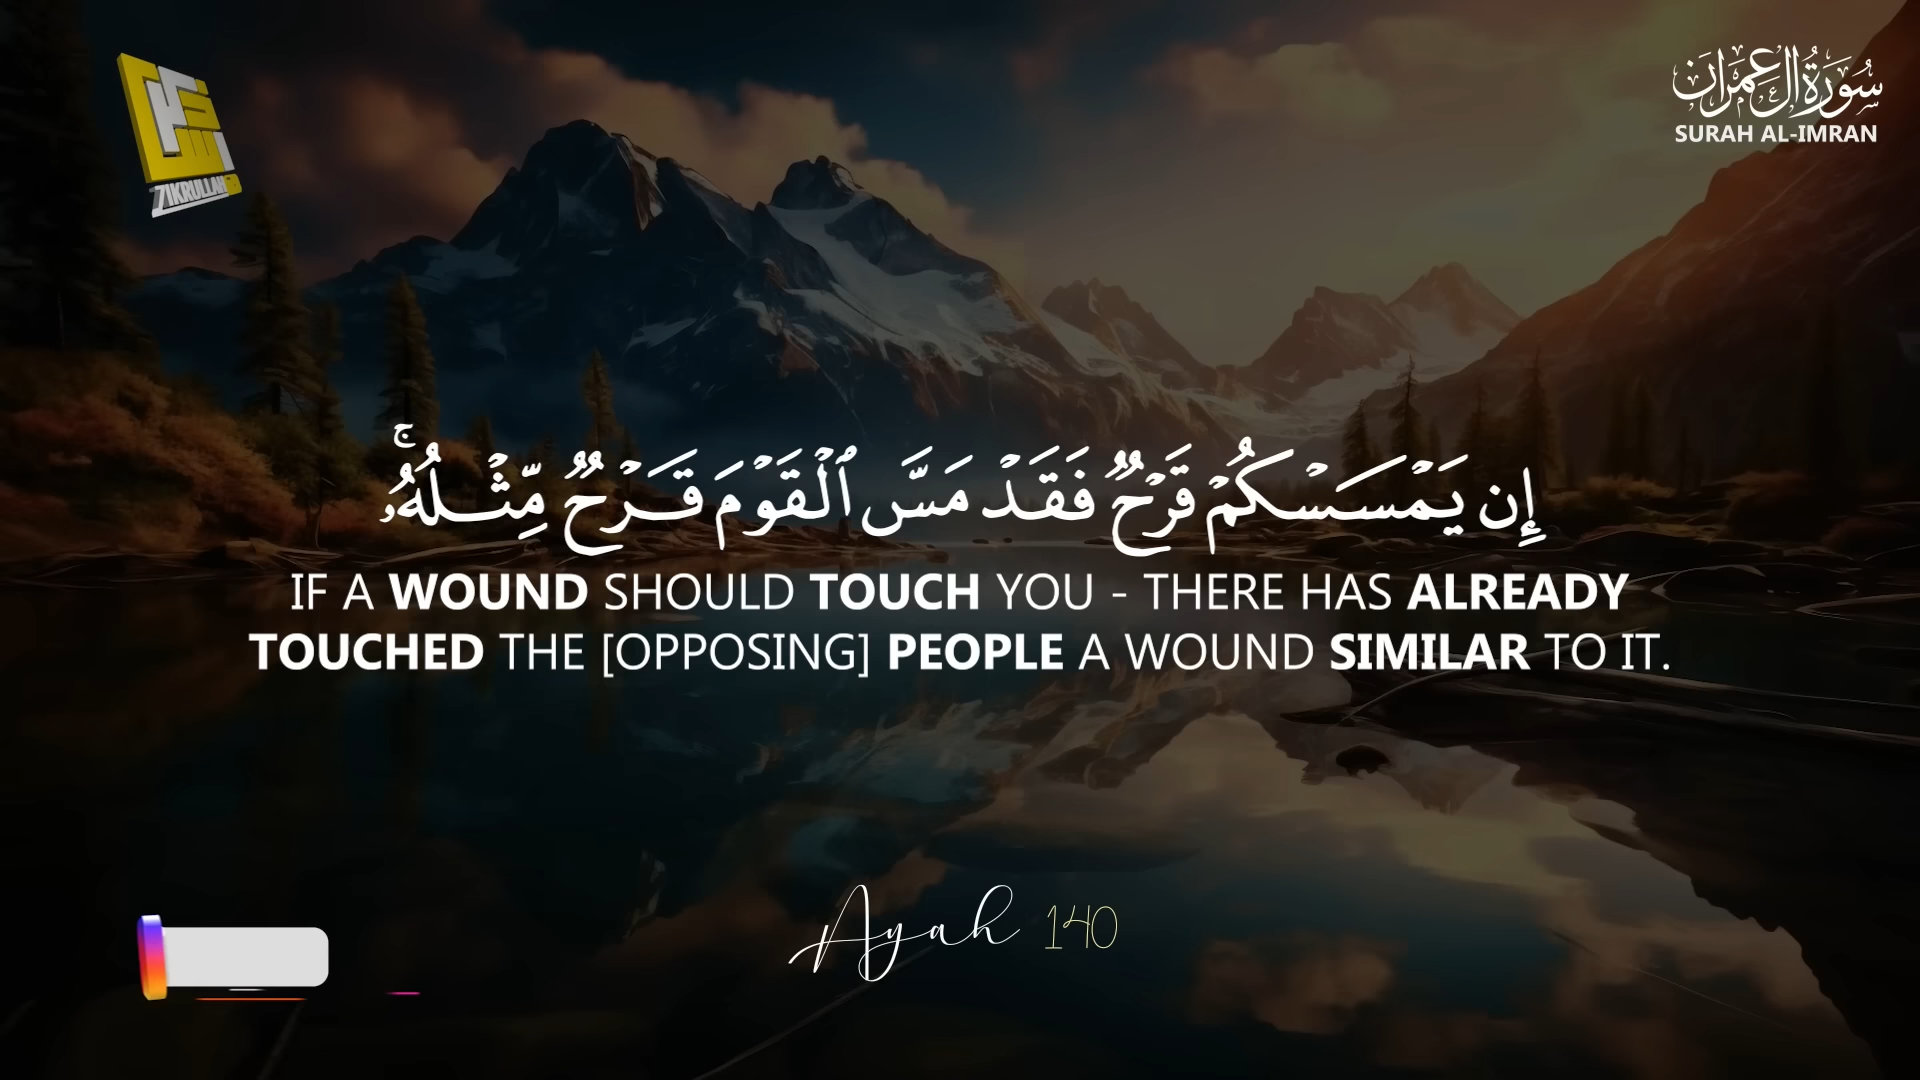 ZIKRULLAH
سُورَةُ اٰلِ عِمرَان
SURAH AL-IMRAN
إِن يَمْسَسْكُمْ قَرْحٌ فَقَدْ مَسَّ ٱلْقَوْمَ قَرْحٌ مِّثْلُهُۥ ۚ
IF A WOUND SHOULD TOUCH YOU - THERE HAS ALREADY
TOUCHED THE [OPPOSING] PEOPLE A WOUND SIMILAR TO IT.
Ayah 140